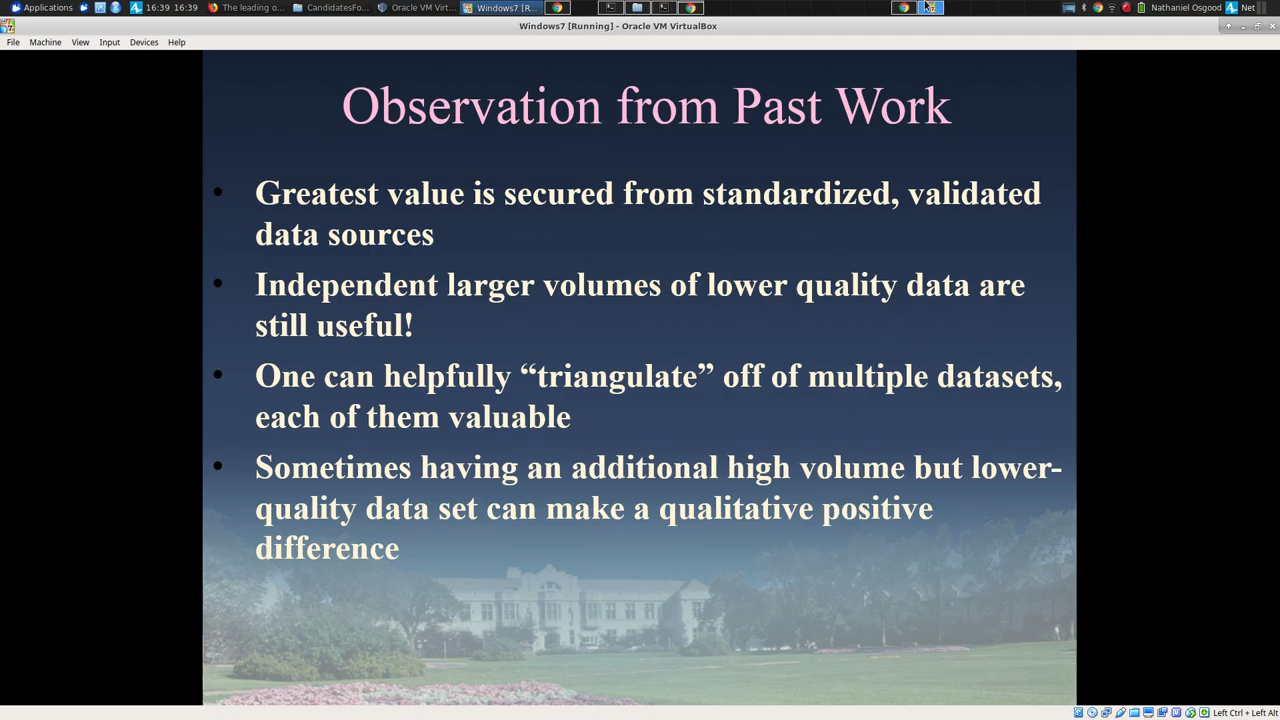 Applications
16:39 16:39
The leading o...
CandidatesFo...
Oracle VM Virt...
Windows7 [R...
Nathaniel Osgood
Net
Windows7 [Running] - Oracle VM VirtualBox
File Machine View Input Devices Help
Observation from Past Work
• Greatest value is secured from standardized, validated
data sources
• Independent larger volumes of lower quality data are
still useful!
• One can helpfully “triangulate” off of multiple datasets,
each of them valuable
• Sometimes having an additional high volume but lower-
quality data set can make a qualitative positive
difference
Left Ctrl + Left Alt